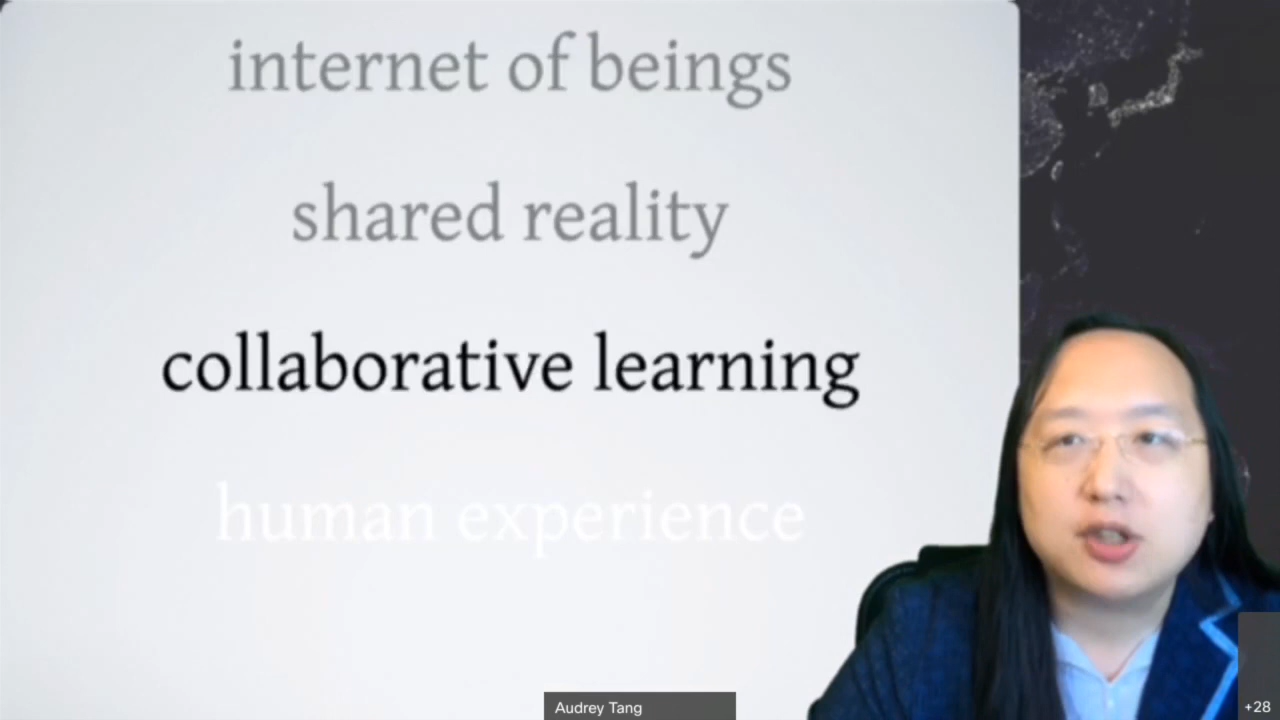 internet of beings
shared reality
collaborative learning
human experience
Audrey Tang
+28